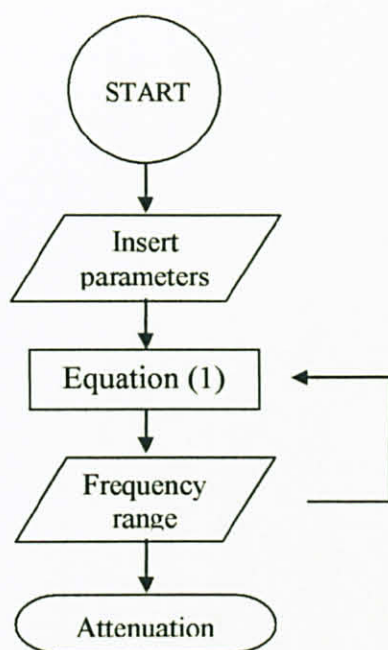 START
Insert
parameters
Equation (1)
Frequency
range
Attenuation